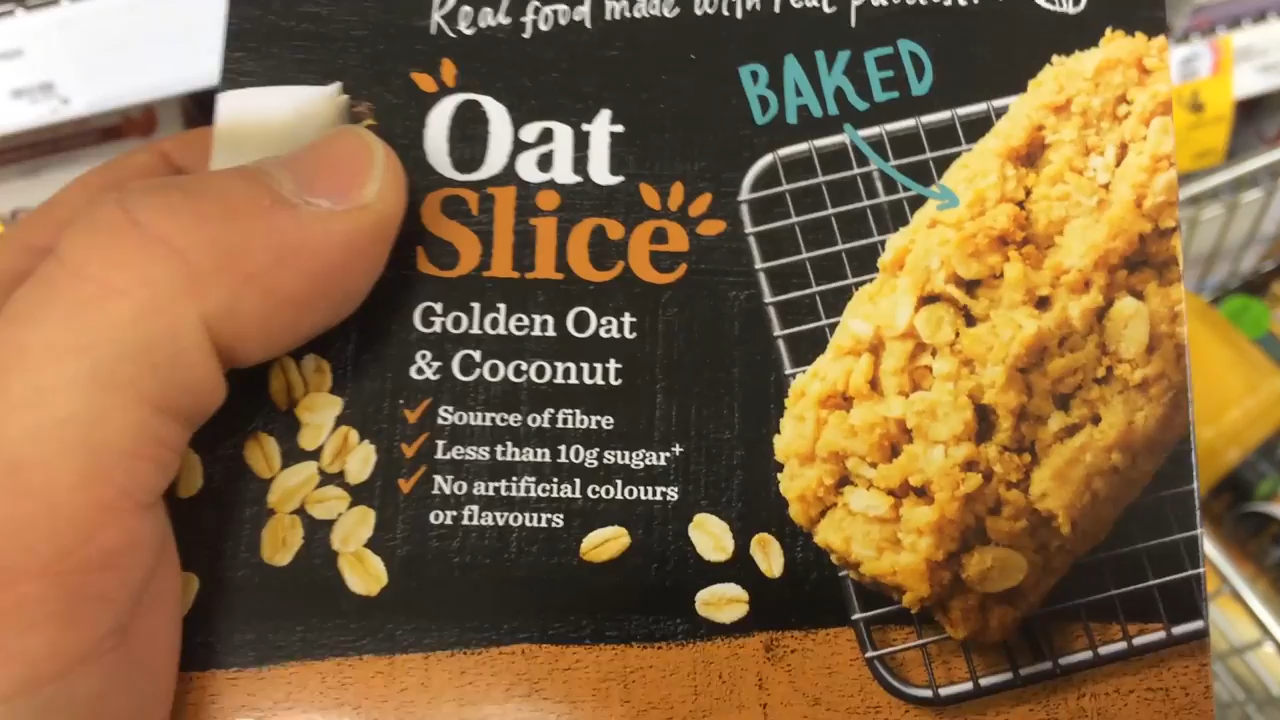 Real food made with real passion.
BAKED
Oat
Slice
Golden Oat
& Coconut
✓ Source of fibre
✓ Less than 10g sugar+
✓ No artificial colours
or flavours